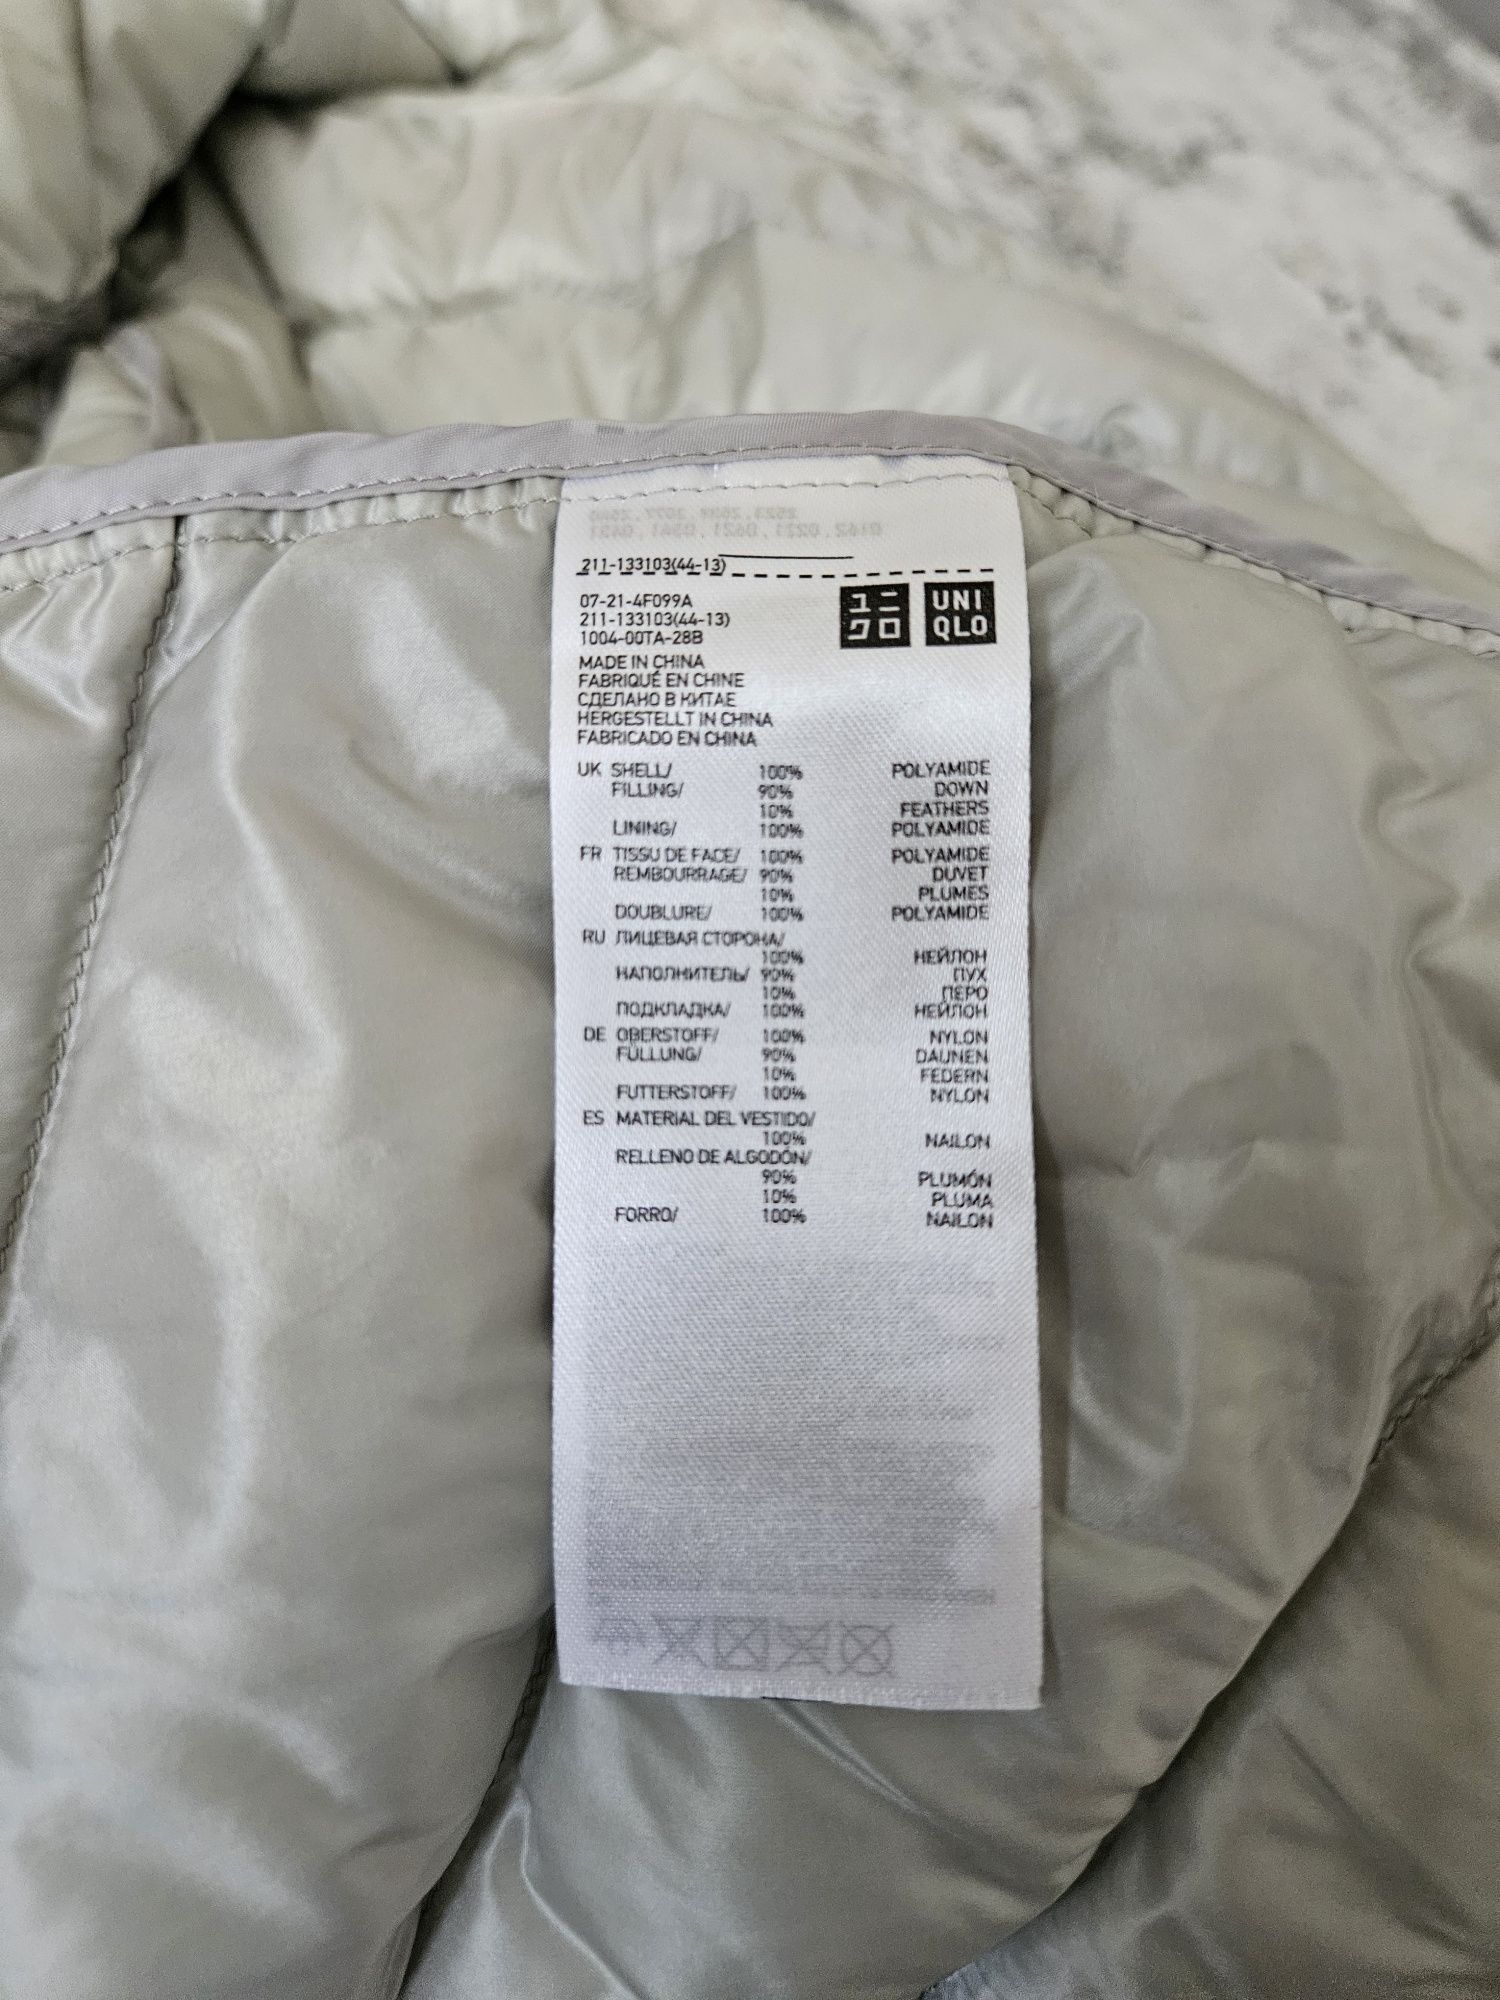 211-133103(44-13)
07-21-4F099A
211-133103(44-13)
1004-00TA-28B
ユニ
クロ
UNI
QLO
MADE IN CHINA
FABRIQUÉ EN CHINE
СДЕЛАНО В КИТАЕ
HERGESTELLT IN CHINA
FABRICADO EN CHINA
UK SHELL/ 100% POLYAMIDE
FILLING/ 90% DOWN
10% FEATHERS
LINING/ 100% POLYAMIDE
FR TISSU DE FACE/ 100% POLYAMIDE
REMBOURRAGE/ 90% DUVET
10% PLUMES
DOUBLURE/ 100% POLYAMIDE
RU ЛИЦЕВАЯ СТОРОНА/
100% НЕЙЛОН
НАПОЛНИТЕЛЬ/ 90% ПУХ
10% ПЕРО
ПОДКЛАДКА/ 100% НЕЙЛОН
DE OBERSTOFF/ 100% NYLON
FÜLLUNG/ 90% DAUNEN
10% FEDERN
FUTTERSTOFF/ 100% NYLON
ES MATERIAL DEL VESTIDO/
100% NAILON
RELLENO DE ALGODÓN/
90% PLUMÓN
10% PLUMA
FORRO/ 100% NAILON